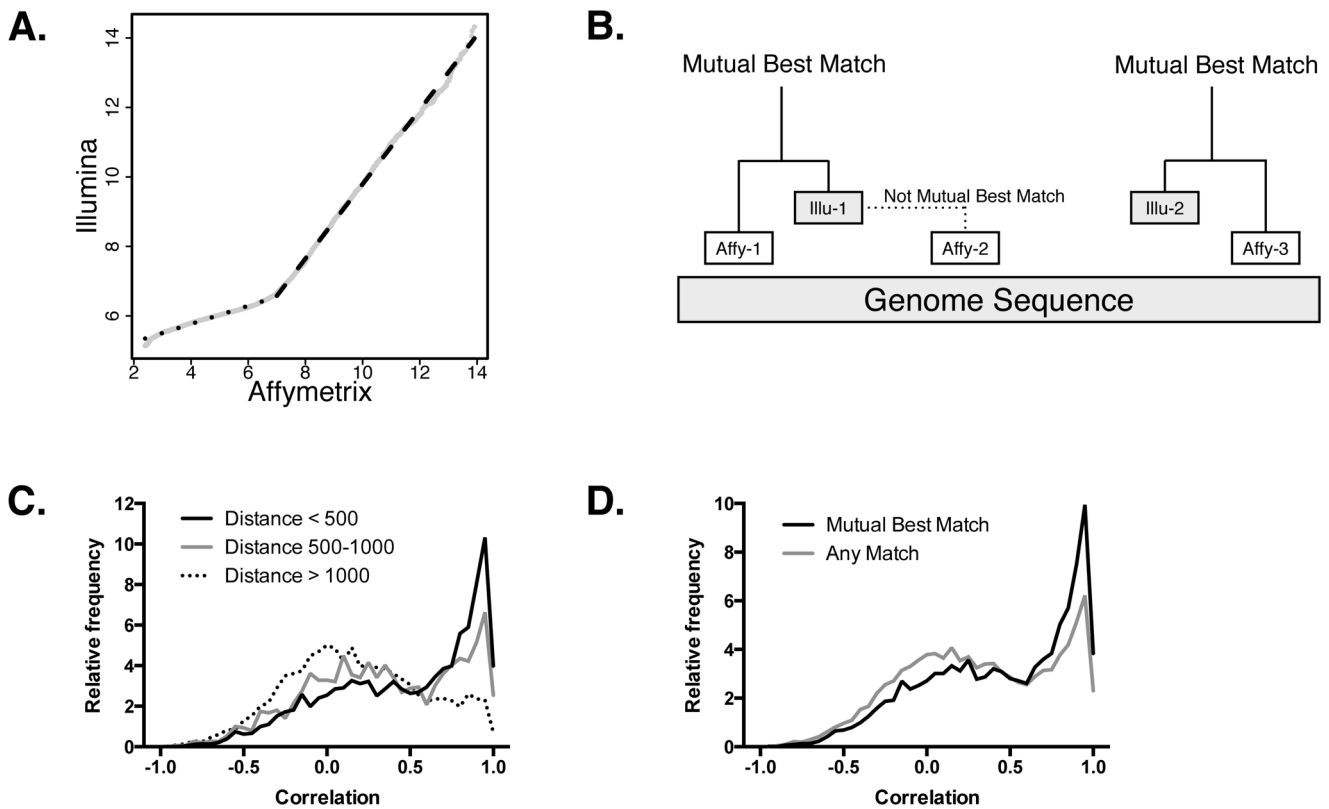 A.
14
12
10
8
6
Illumina
2 4 6 8 10 12 14
Affymetrix
B.
Mutual Best Match
Mutual Best Match
Illu-1
Not Mutual Best Match
Illu-2
Affy-1
Affy-2
Affy-3
Genome Sequence
C.
12
10
8
6
4
2
0
Relative frequency
Distance < 500
Distance 500-1000
Distance > 1000
-1.0 -0.5 0.0 0.5 1.0
Correlation
D.
10
8
6
4
2
0
Relative frequency
Mutual Best Match
Any Match
-1.0 -0.5 0.0 0.5 1.0
Correlation